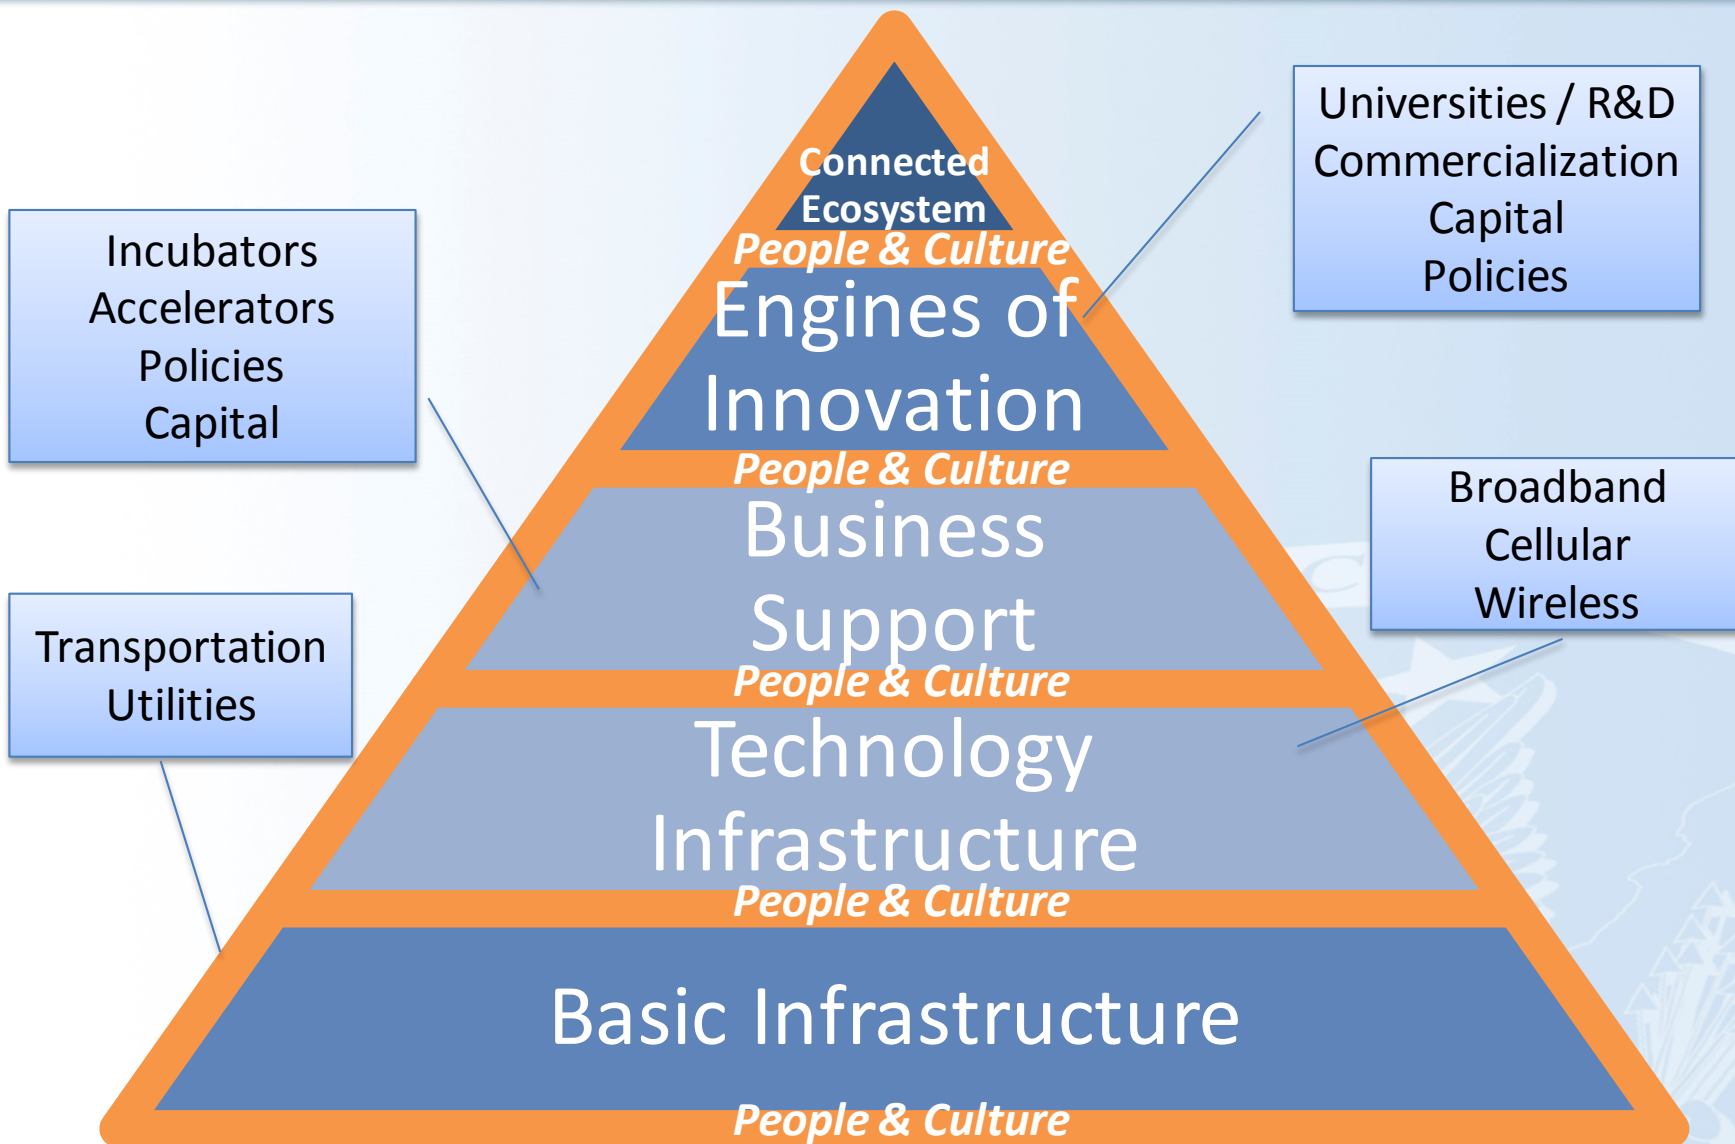 Connected
Ecosystem
People & Culture
Engines of
Innovation
People & Culture
Business
Support
People & Culture
Technology
Infrastructure
People & Culture
Basic Infrastructure
People & Culture
Universities / R&D
Commercialization
Capital
Policies
Incubators
Accelerators
Policies
Capital
Broadband
Cellular
Wireless
Transportation
Utilities
C